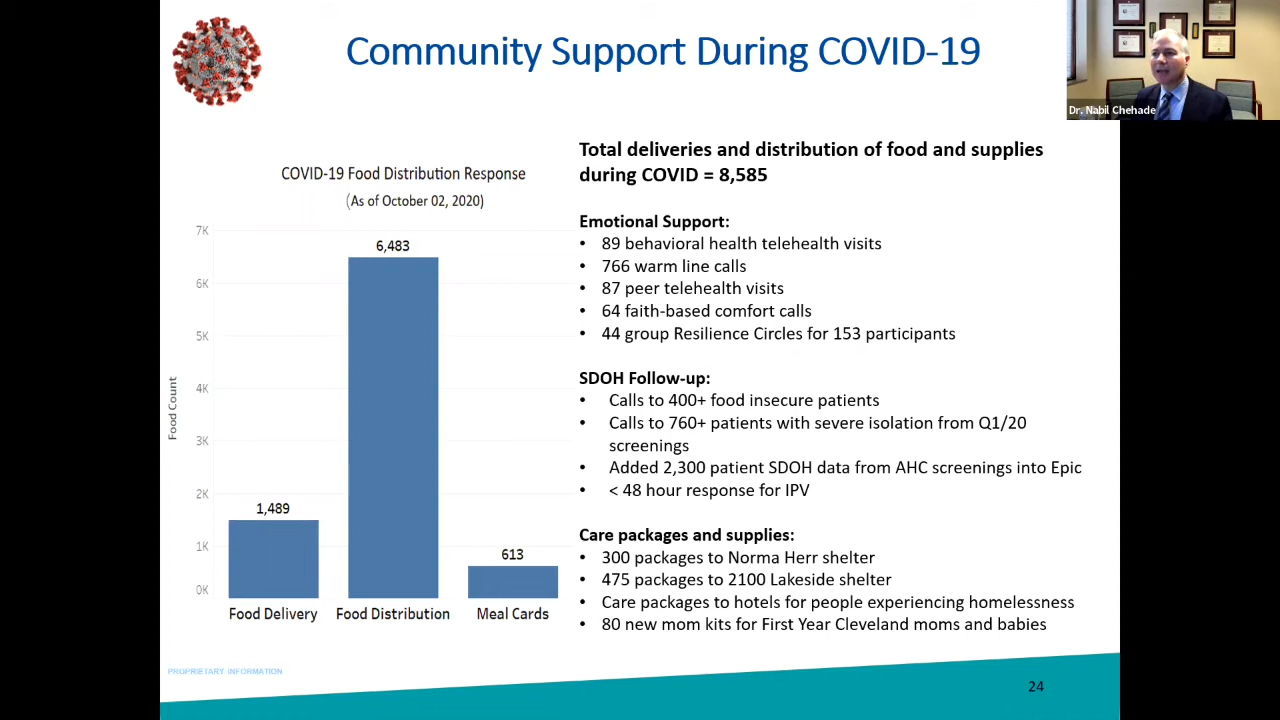 Community Support During COVID-19
Dr. Nabil Chehade
COVID-19 Food Distribution Response
(As of October 02, 2020)
Food Count
7K
6K
5K
4K
3K
2K
1K
0K
1,489
6,483
613
Food Delivery
Food Distribution
Meal Cards
Total deliveries and distribution of food and supplies
during COVID = 8,585
Emotional Support:
• 89 behavioral health telehealth visits
• 766 warm line calls
• 87 peer telehealth visits
• 64 faith-based comfort calls
• 44 group Resilience Circles for 153 participants
SDOH Follow-up:
• Calls to 400+ food insecure patients
• Calls to 760+ patients with severe isolation from Q1/20
screenings
• Added 2,300 patient SDOH data from AHC screenings into Epic
• < 48 hour response for IPV
Care packages and supplies:
• 300 packages to Norma Herr shelter
• 475 packages to 2100 Lakeside shelter
• Care packages to hotels for people experiencing homelessness
• 80 new mom kits for First Year Cleveland moms and babies
PROPRIETARY INFORMATION
24